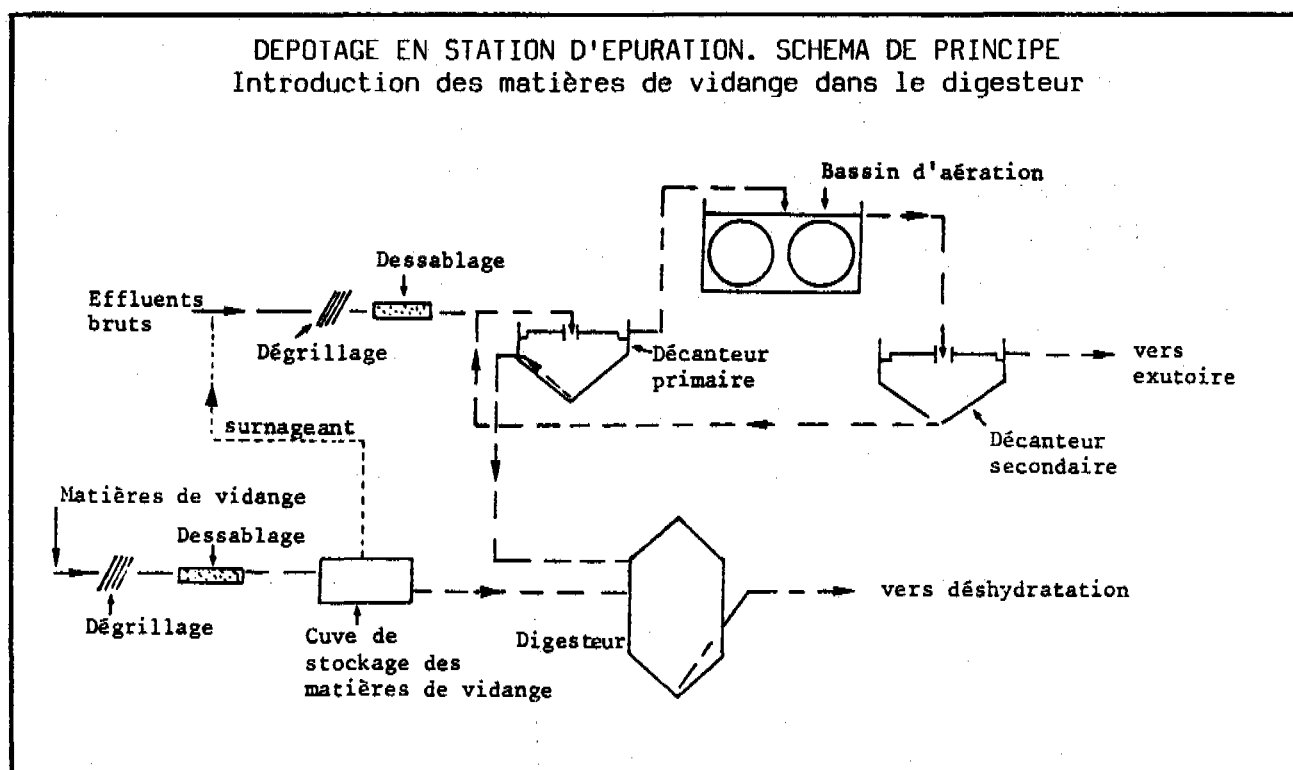 DEPOTAGE EN STATION D'EPURATION. SCHEMA DE PRINCIPE
Introduction des matières de vidange dans le digesteur
Bassin d'aération
Dessablage
Effluents
bruts
Dégrillage
Décanteur
primaire
vers
exutoire
surnageant
Décanteur
secondaire
Matières de vidange
Dessablage
vers déshydratation
Dégrillage
Cuve de
stockage des
matières de vidange
Digesteur